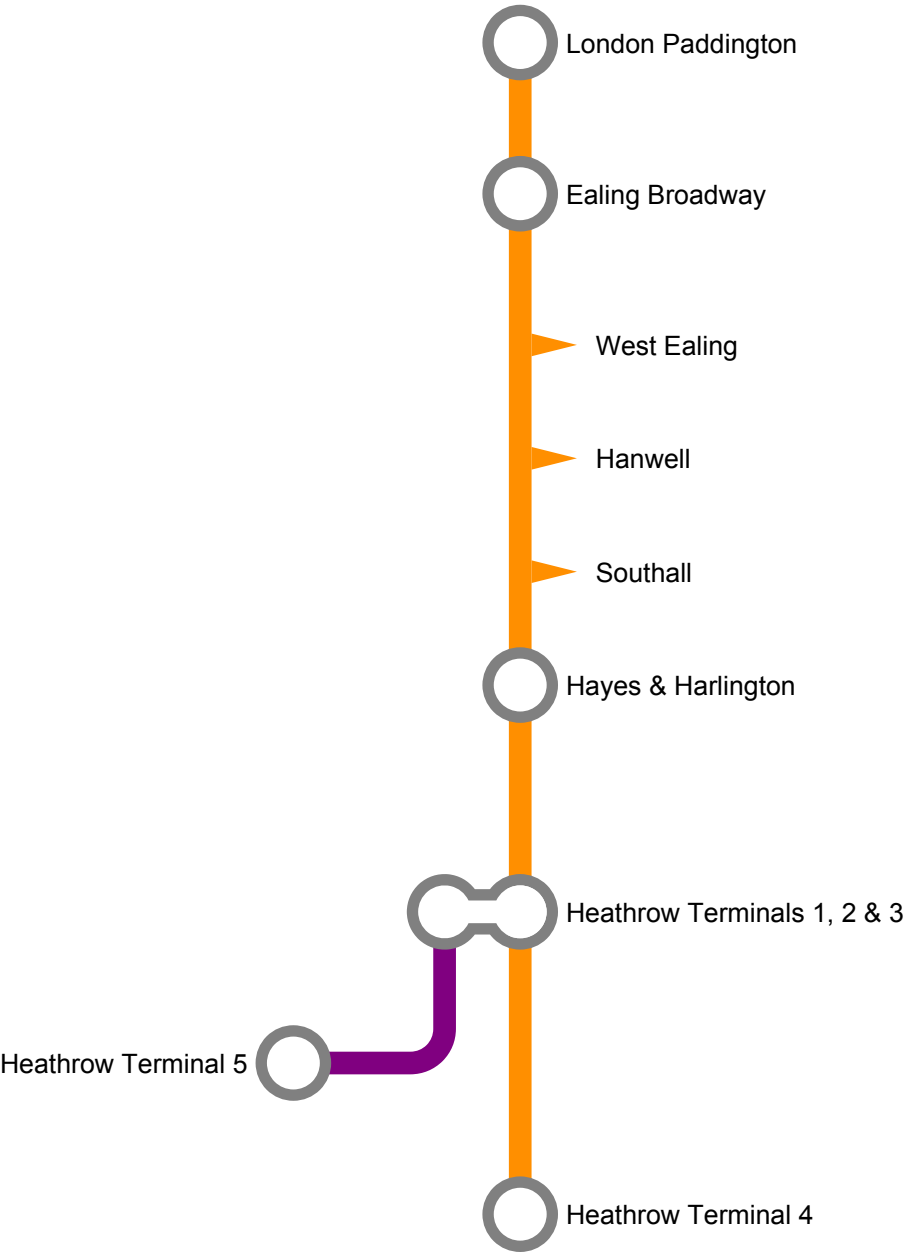 London Paddington
Ealing Broadway
West Ealing
Hanwell
Southall
Hayes & Harlington
Heathrow Terminals 1, 2 & 3
Heathrow Terminal 5
Heathrow Terminal 4